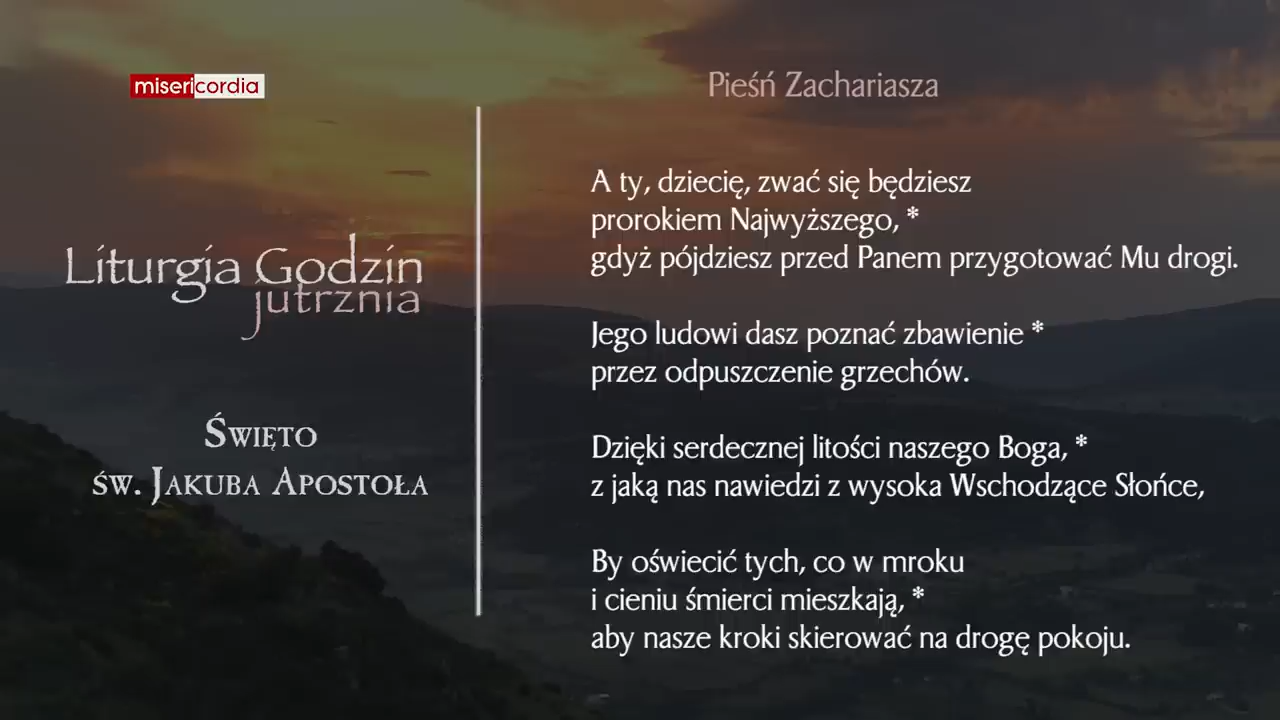 misericordia
Liturgia Godzin
jutrznia
Święto
św. Jakuba Apostoła
Pieśń Zachariasza
A ty, dziecię, zwać się będziesz
prorokiem Najwyższego, *
gdyż pójdziesz przed Panem przygotować Mu drogi.
Jego ludowi dasz poznać zbawienie *
przez odpuszczenie grzechów.
Dzięki serdecznej litości naszego Boga, *
z jaką nas nawiedzi z wysoka Wschodzące Słońce,
By oświecić tych, co w mroku
i cieniu śmierci mieszkają, *
aby nasze kroki skierować na drogę pokoju.